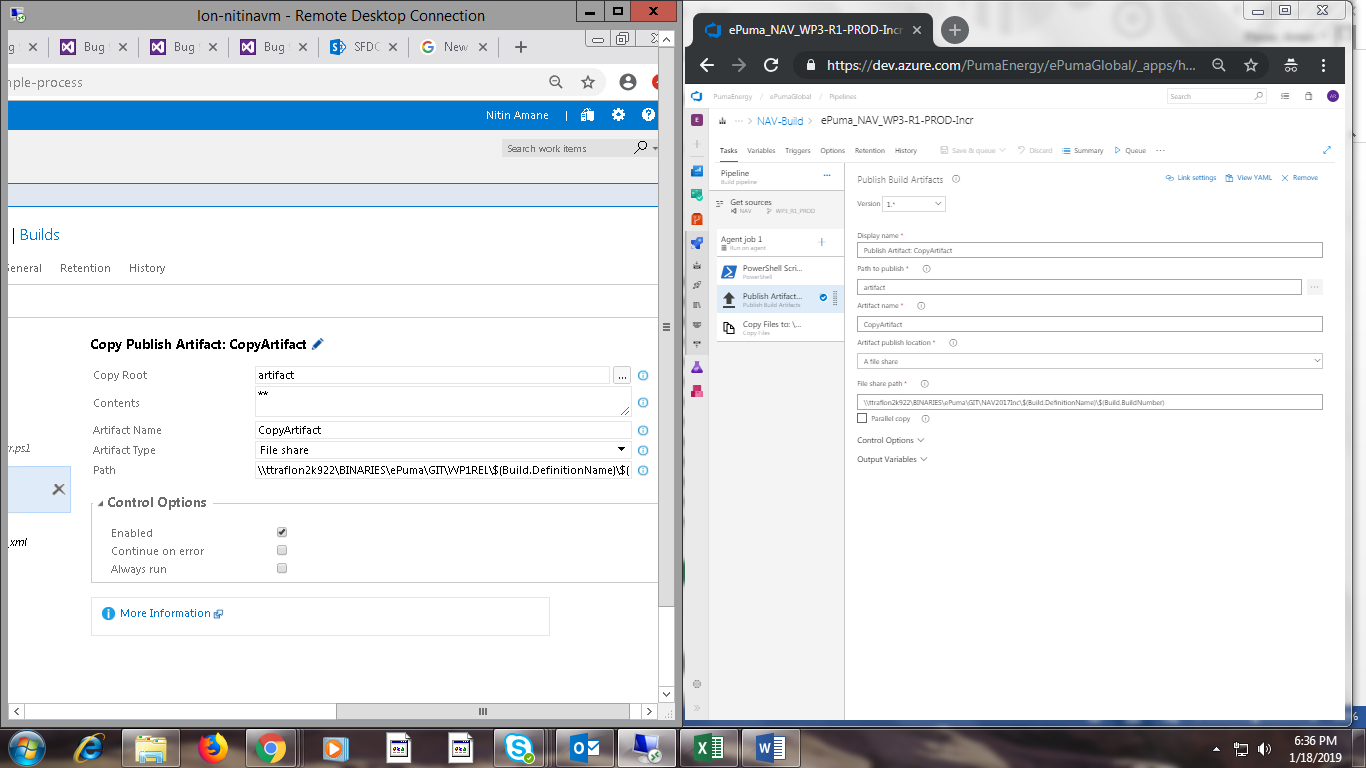 lon-nitinavm - Remote Desktop Connection
Bug
Bug
Bug
SFDC
New
nple-process
Nitin Amane
Search work items
| Builds
General
Retention
History
Copy Publish Artifact: CopyArtifact
Copy Root
artifact
...
Contents
**
Artifact Name
CopyArtifact
Artifact Type
File share
Path
\\ttraflon2k922\BINARIES\ePuma\GIT\WP1REL\$(Build.DefinitionName)\$(
r.ps1
_xml
Control Options
Enabled
Continue on error
Always run
More Information
ePuma_NAV_WP3-R1-PROD-Incr
https://dev.azure.com/PumaEnergy/ePumaGlobal/_apps/h...
PumaEnergy / ePumaGlobal / Pipelines
Search
AR
E
... > NAV-Build > ePuma_NAV_WP3-R1-PROD-Incr
Tasks
Variables
Triggers
Options
Retention
History
Save & queue
Discard
Summary
Queue
...
Pipeline
Build pipeline
...
Get sources
NAV
WP3_R1_PROD
Agent job 1
Run on agent
PowerShell Scri...
PowerShell
Publish Artifact...
Publish Build Artifacts
Copy Files to: \...
Copy Files
Publish Build Artifacts
Link settings
View YAML
Remove
Version
1.*
Display name *
Publish Artifact: CopyArtifact
Path to publish *
artifact
...
Artifact name *
CopyArtifact
Artifact publish location *
A file share
File share path *
\\ttraflon2k922\BINARIES\ePuma\GIT\NAV2017Inc\$(Build.DefinitionName)\$(Build.BuildNumber)
Parallel copy
Control Options
Output Variables
%
6:36 PM
1/18/2019